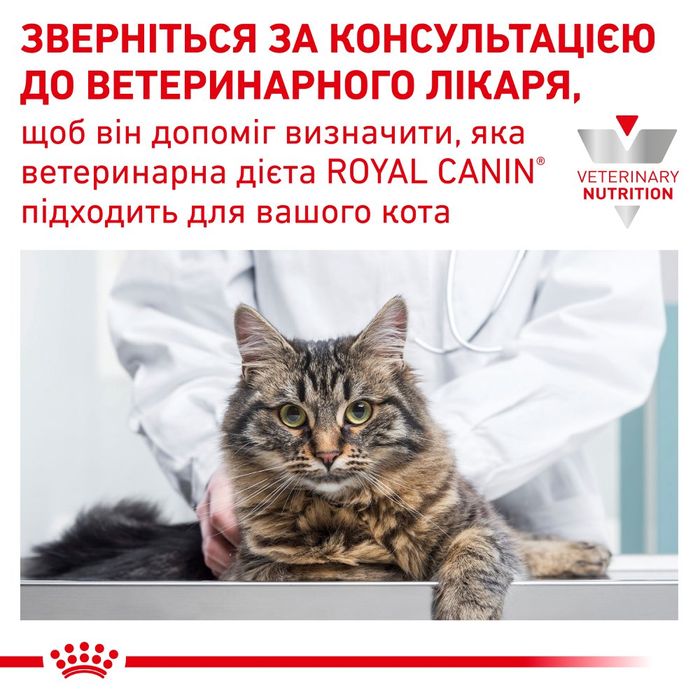 ЗВЕРНІТЬСЯ ЗА КОНСУЛЬТАЦІЄЮ
ДО ВЕТЕРИНАРНОГО ЛІКАРЯ,
щоб він допоміг визначити, яка
ветеринарна дієта ROYAL CANIN®
підходить для вашого кота
VETERINARY
NUTRITION